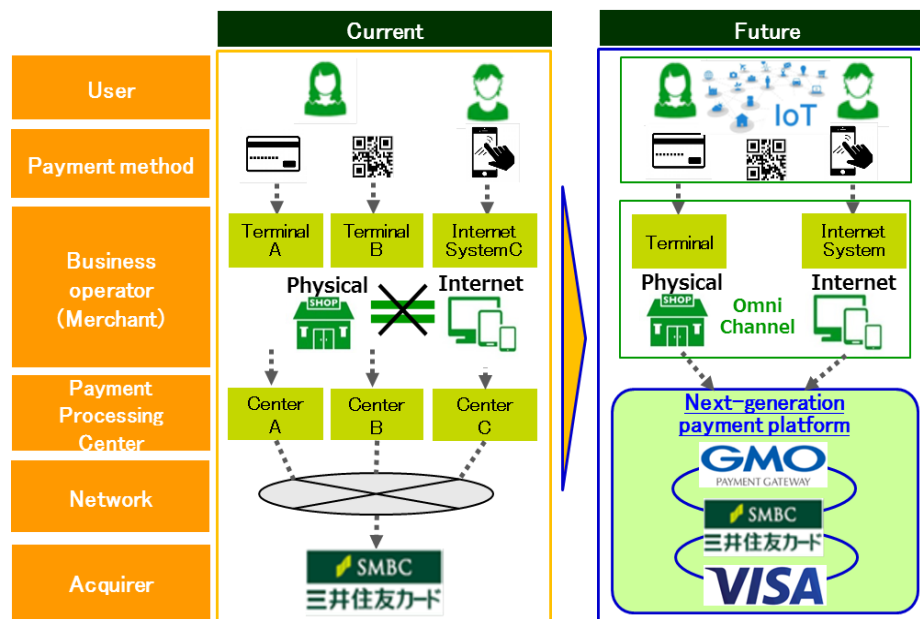 Current
Future
User
IoT
Payment method
Business
operator
(Merchant)
Terminal
A
Terminal
B
Internet
SystemC
Terminal
Internet
System
Physical
Internet
SHOP
Physical
Internet
SHOP
Omni
Channel
Payment
Processing
Center
Center
A
Center
B
Center
C
Next-generation
payment platform
GMO
PAYMENT GATEWAY
Network
SMBC
三井住友カード
Acquirer
SMBC
三井住友カード
VISA